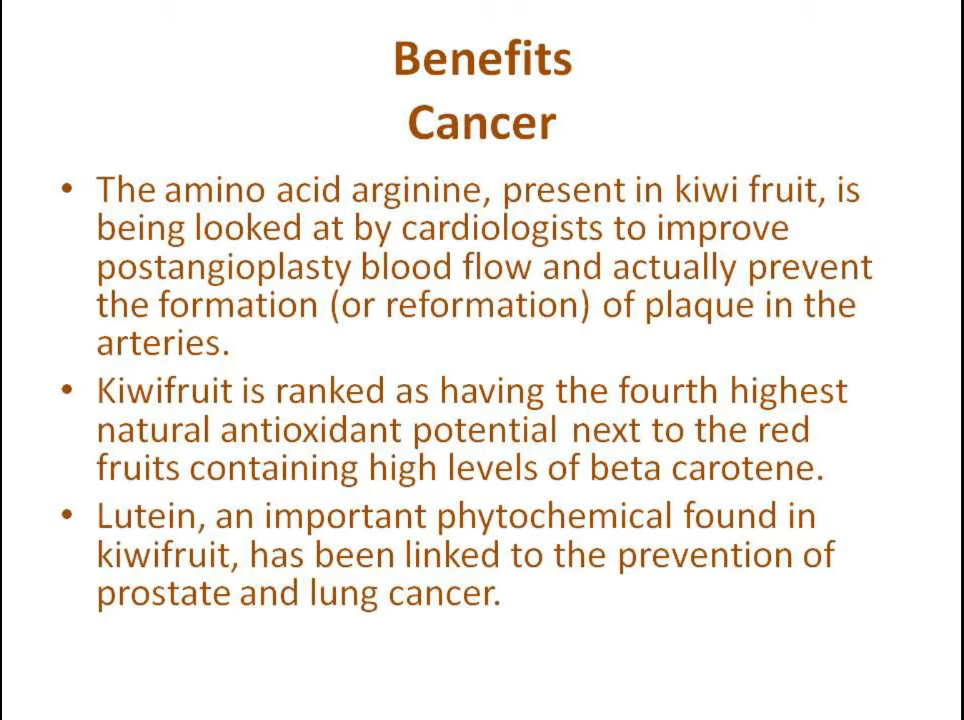 Benefits
Cancer
• The amino acid arginine, present in kiwi fruit, is
being looked at by cardiologists to improve
postangioplasty blood flow and actually prevent
the formation (or reformation) of plaque in the
arteries.
• Kiwifruit is ranked as having the fourth highest
natural antioxidant potential next to the red
fruits containing high levels of beta carotene.
• Lutein, an important phytochemical found in
kiwifruit, has been linked to the prevention of
prostate and lung cancer.